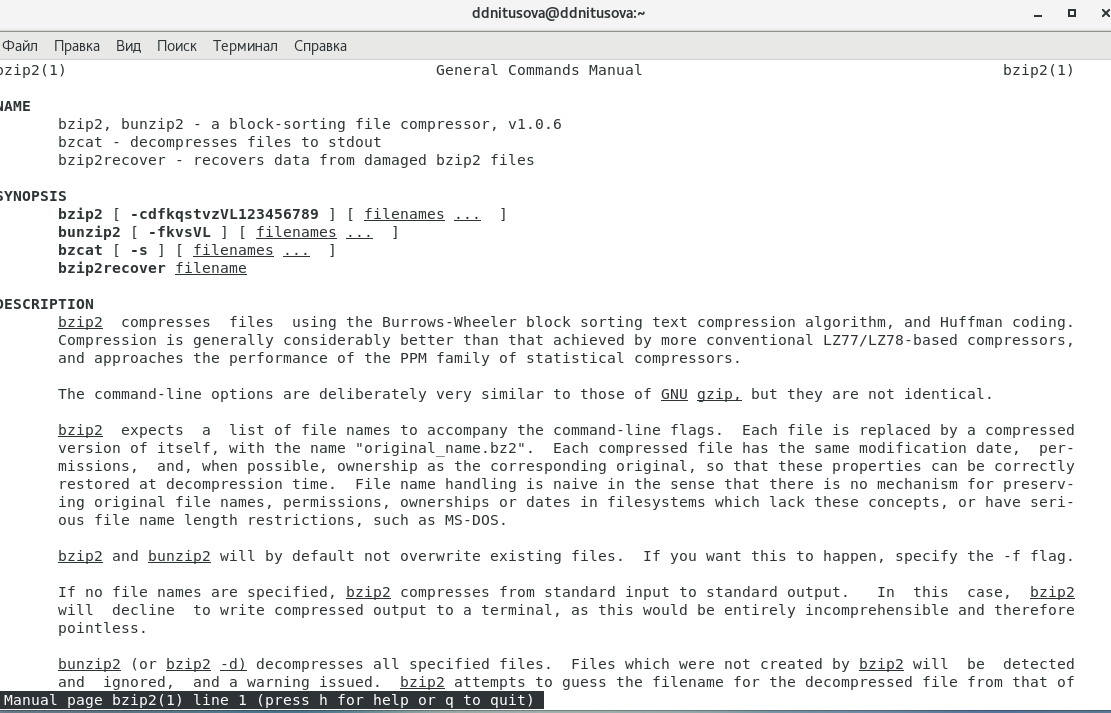 ddnitusova@ddnitusova:~
Файл Правка Вид Поиск Терминал Справка
bzip2(1) General Commands Manual bzip2(1)
NAME
bzip2, bunzip2 - a block-sorting file compressor, v1.0.6
bzcat - decompresses files to stdout
bzip2recover - recovers data from damaged bzip2 files
SYNOPSIS
bzip2 [ -cdfkqstvzVL123456789 ] [ filenames ... ]
bunzip2 [ -fkvsVL ] [ filenames ... ]
bzcat [ -s ] [ filenames ... ]
bzip2recover filename
DESCRIPTION
bzip2 compresses files using the Burrows-Wheeler block sorting text compression algorithm, and Huffman coding.
Compression is generally considerably better than that achieved by more conventional LZ77/LZ78-based compressors,
and approaches the performance of the PPM family of statistical compressors.
The command-line options are deliberately very similar to those of GNU gzip, but they are not identical.
bzip2 expects a list of file names to accompany the command-line flags. Each file is replaced by a compressed
version of itself, with the name "original_name.bz2". Each compressed file has the same modification date, per-
missions, and, when possible, ownership as the corresponding original, so that these properties can be correctly
restored at decompression time. File name handling is naive in the sense that there is no mechanism for preserv-
ing original file names, permissions, ownerships or dates in filesystems which lack these concepts, or have seri-
ous file name length restrictions, such as MS-DOS.
bzip2 and bunzip2 will by default not overwrite existing files. If you want this to happen, specify the -f flag.
If no file names are specified, bzip2 compresses from standard input to standard output. In this case, bzip2
will decline to write compressed output to a terminal, as this would be entirely incomprehensible and therefore
pointless.
bunzip2 (or bzip2 -d) decompresses all specified files. Files which were not created by bzip2 will be detected
and ignored, and a warning issued. bzip2 attempts to guess the filename for the decompressed file from that of
Manual page bzip2(1) line 1 (press h for help or q to quit)